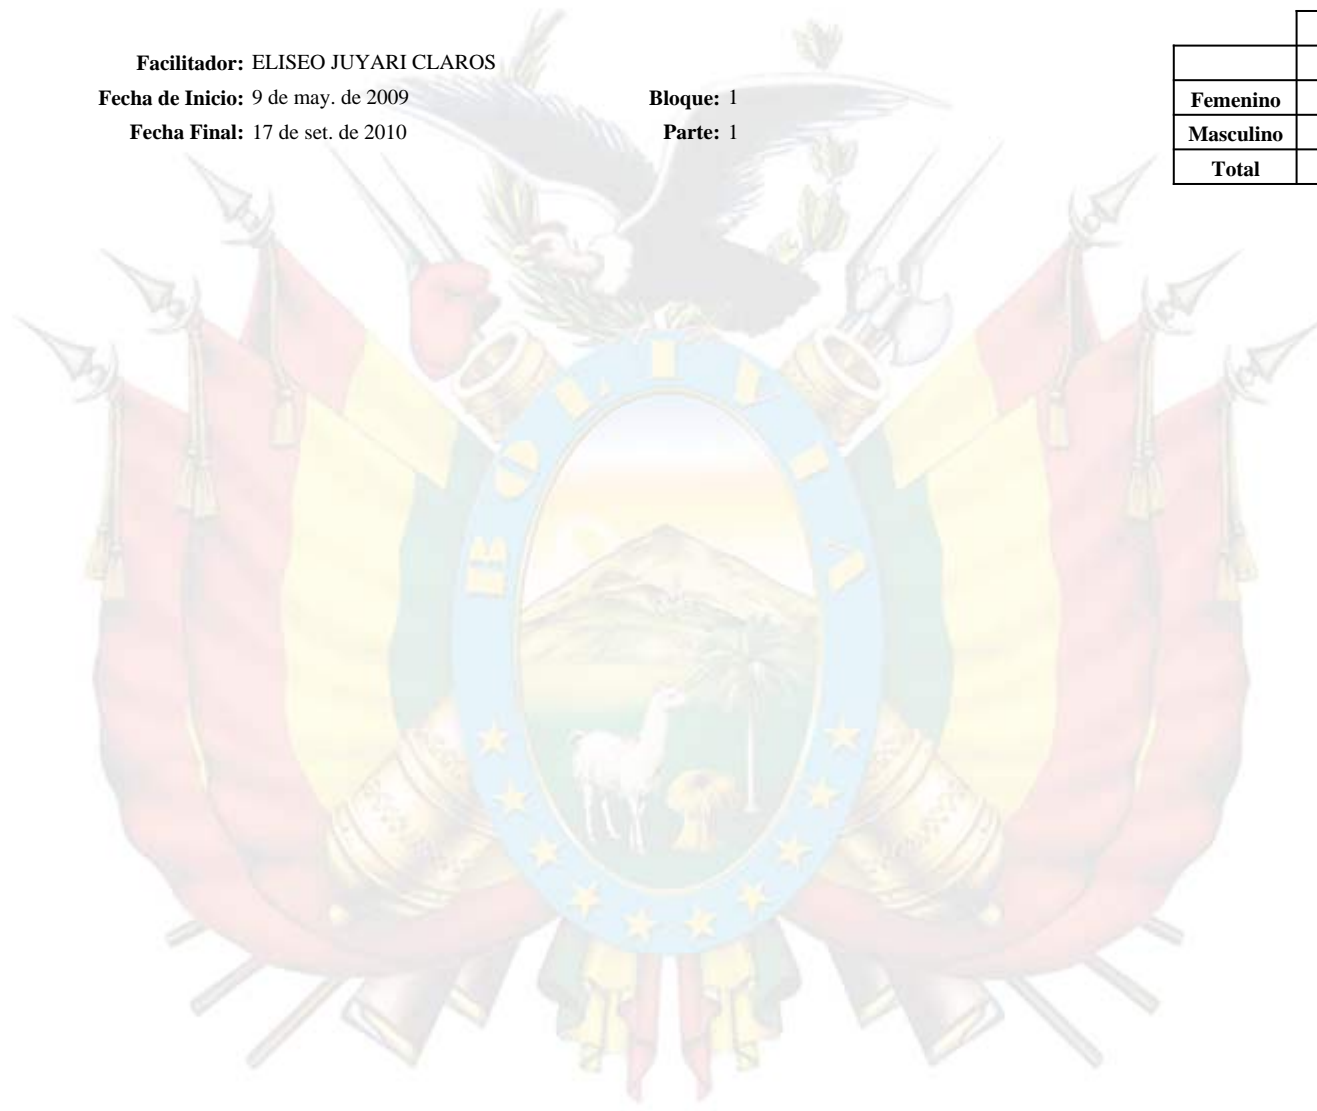 Facilitador: ELISEO JUYARI CLAROS
Fecha de Inicio: 9 de may. de 2009 Bloque: 1
Fecha Final: 17 de set. de 2010 Parte: 1
Femenino
Masculino
Total
BOLIVIA